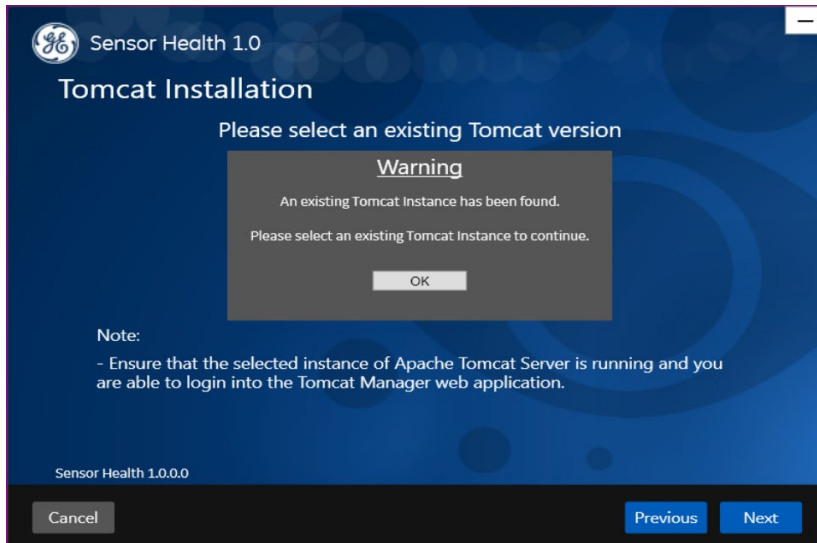 Sensor Health 1.0
Tomcat Installation
Please select an existing Tomcat version
Warning
An existing Tomcat Instance has been found.
Please select an existing Tomcat Instance to continue.
OK
Note:
- Ensure that the selected instance of Apache Tomcat Server is running and you
are able to login into the Tomcat Manager web application.
Sensor Health 1.0.0.0
Cancel
Previous
Next